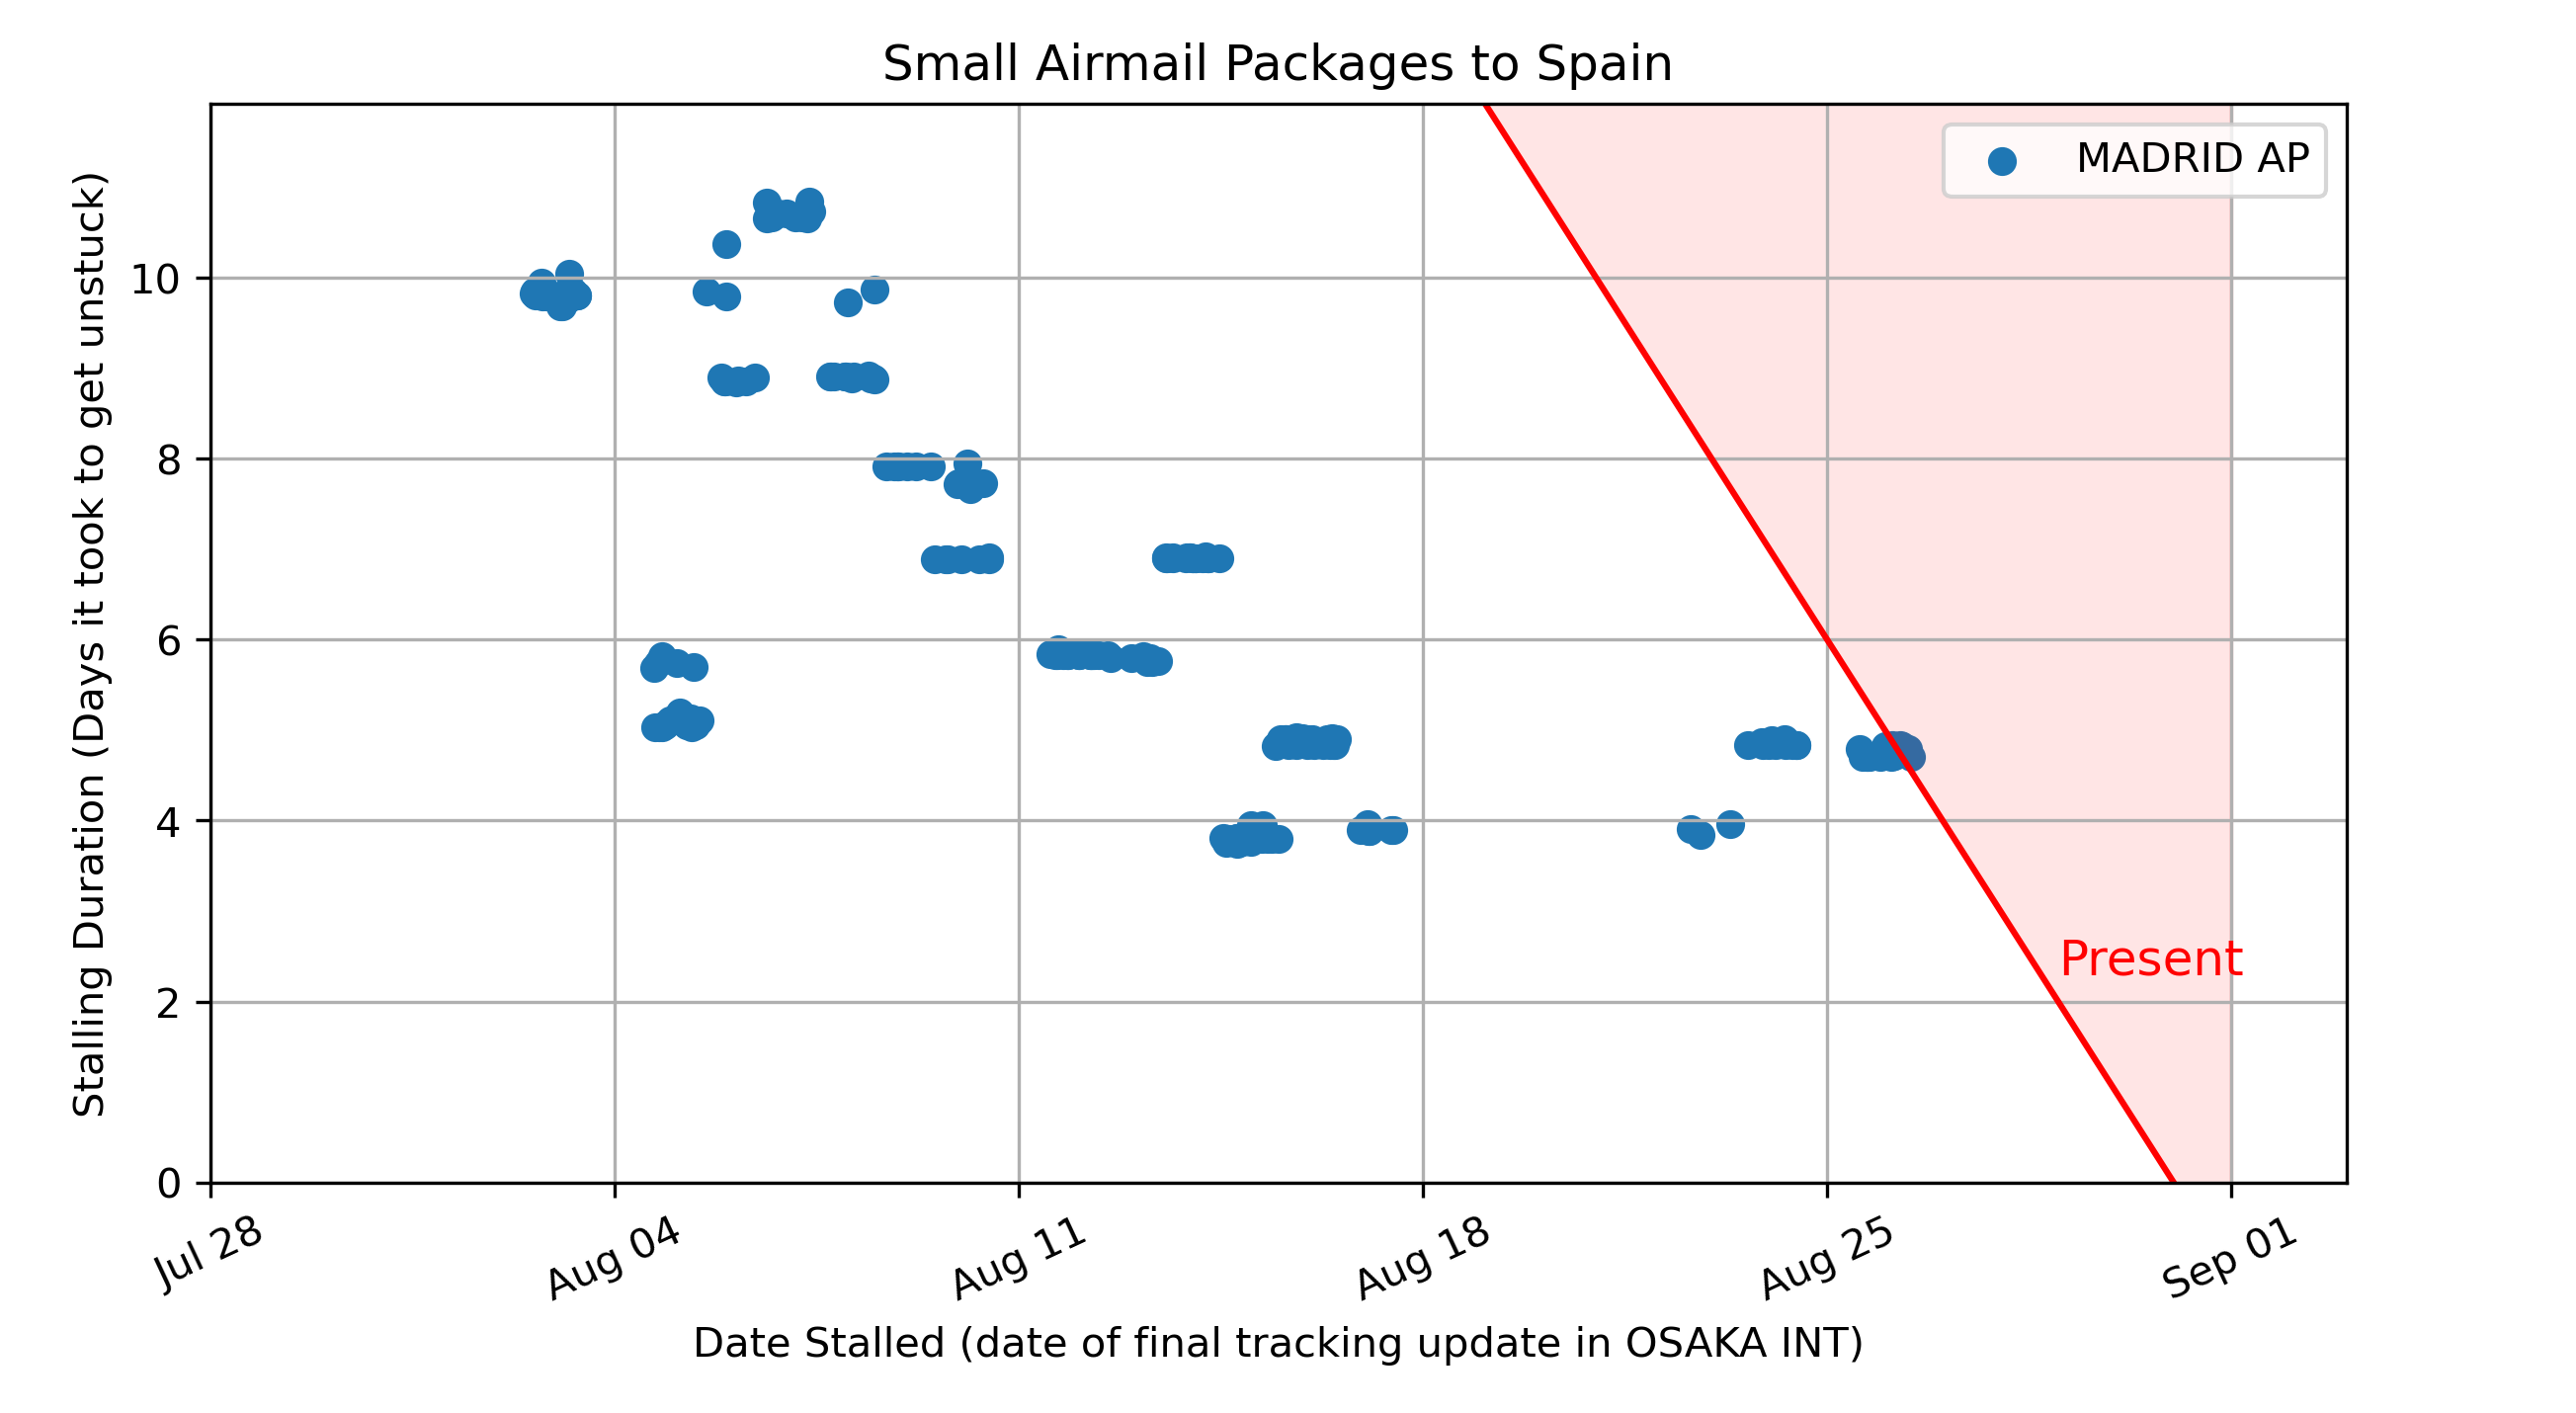 Small Airmail Packages to Spain
MADRID AP
Stalling Duration (Days it took to get unstuck)
10
8
6
4
2
0
Present
Jul 28
Aug 04
Aug 11
Aug 18
Aug 25
Sep 01
Date Stalled (date of final tracking update in OSAKA INT)